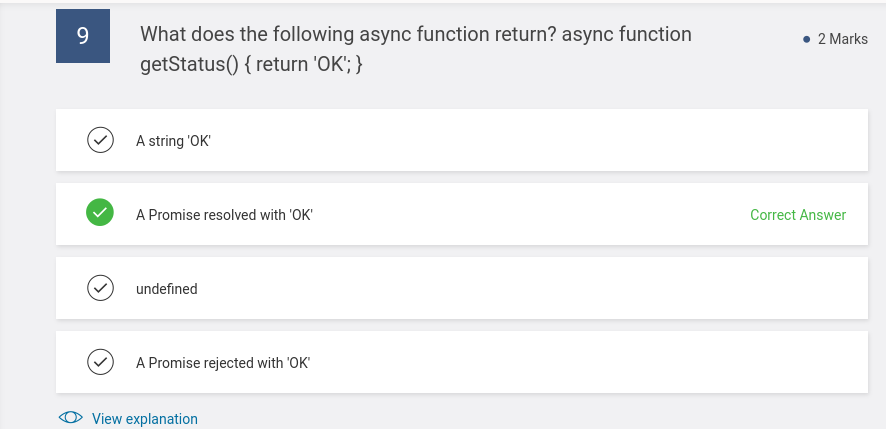 9
What does the following async function return? async function
getStatus() { return 'OK'; }
2 Marks
A string 'OK'
A Promise resolved with 'OK'
Correct Answer
undefined
A Promise rejected with 'OK'
View explanation